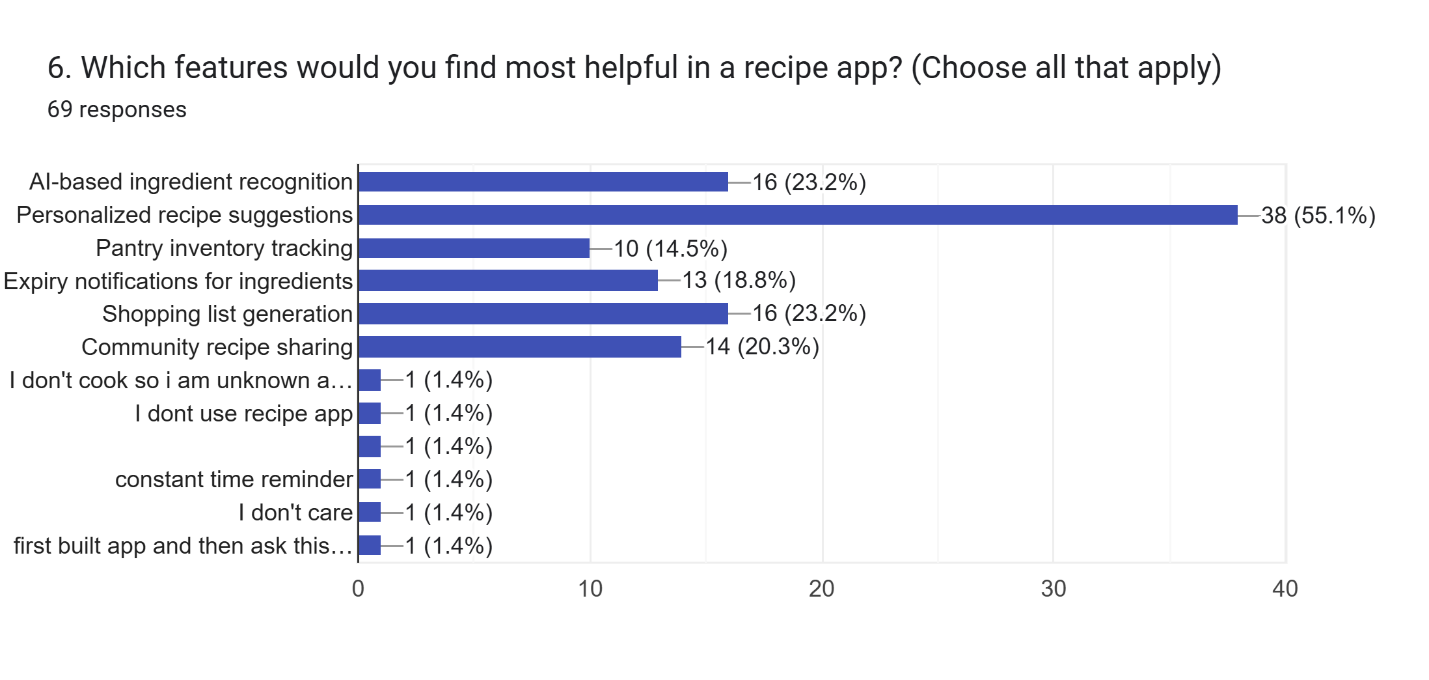 6. Which features would you find most helpful in a recipe app? (Choose all that apply)
69 responses
AI-based ingredient recognition 16 (23.2%)
Personalized recipe suggestions 38 (55.1%)
Pantry inventory tracking 10 (14.5%)
Expiry notifications for ingredients 13 (18.8%)
Shopping list generation 16 (23.2%)
Community recipe sharing 14 (20.3%)
I don't cook so i am unknown a… 1 (1.4%)
I dont use recipe app 1 (1.4%)
1 (1.4%)
constant time reminder 1 (1.4%)
I don't care 1 (1.4%)
first built app and then ask this… 1 (1.4%)
0 10 20 30 40